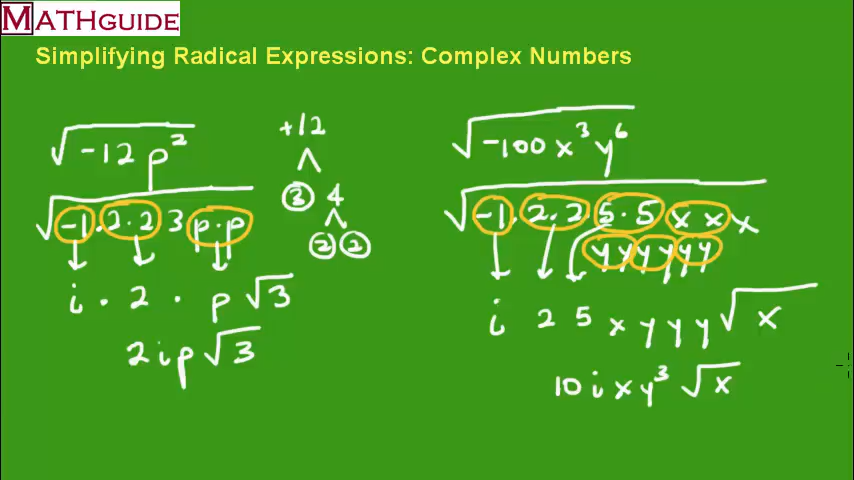 MATHGUIDE
Simplifying Radical Expressions: Complex Numbers
√-12p²
+12
3 4
2 2
√-1·2·2 3 p·p
i · 2 · p√3
2ip√3
√-100x³y⁶
√-1·2·2 5·5 x x x
y y y y y y
i 2 5 x y y y √x
10ixy³√x